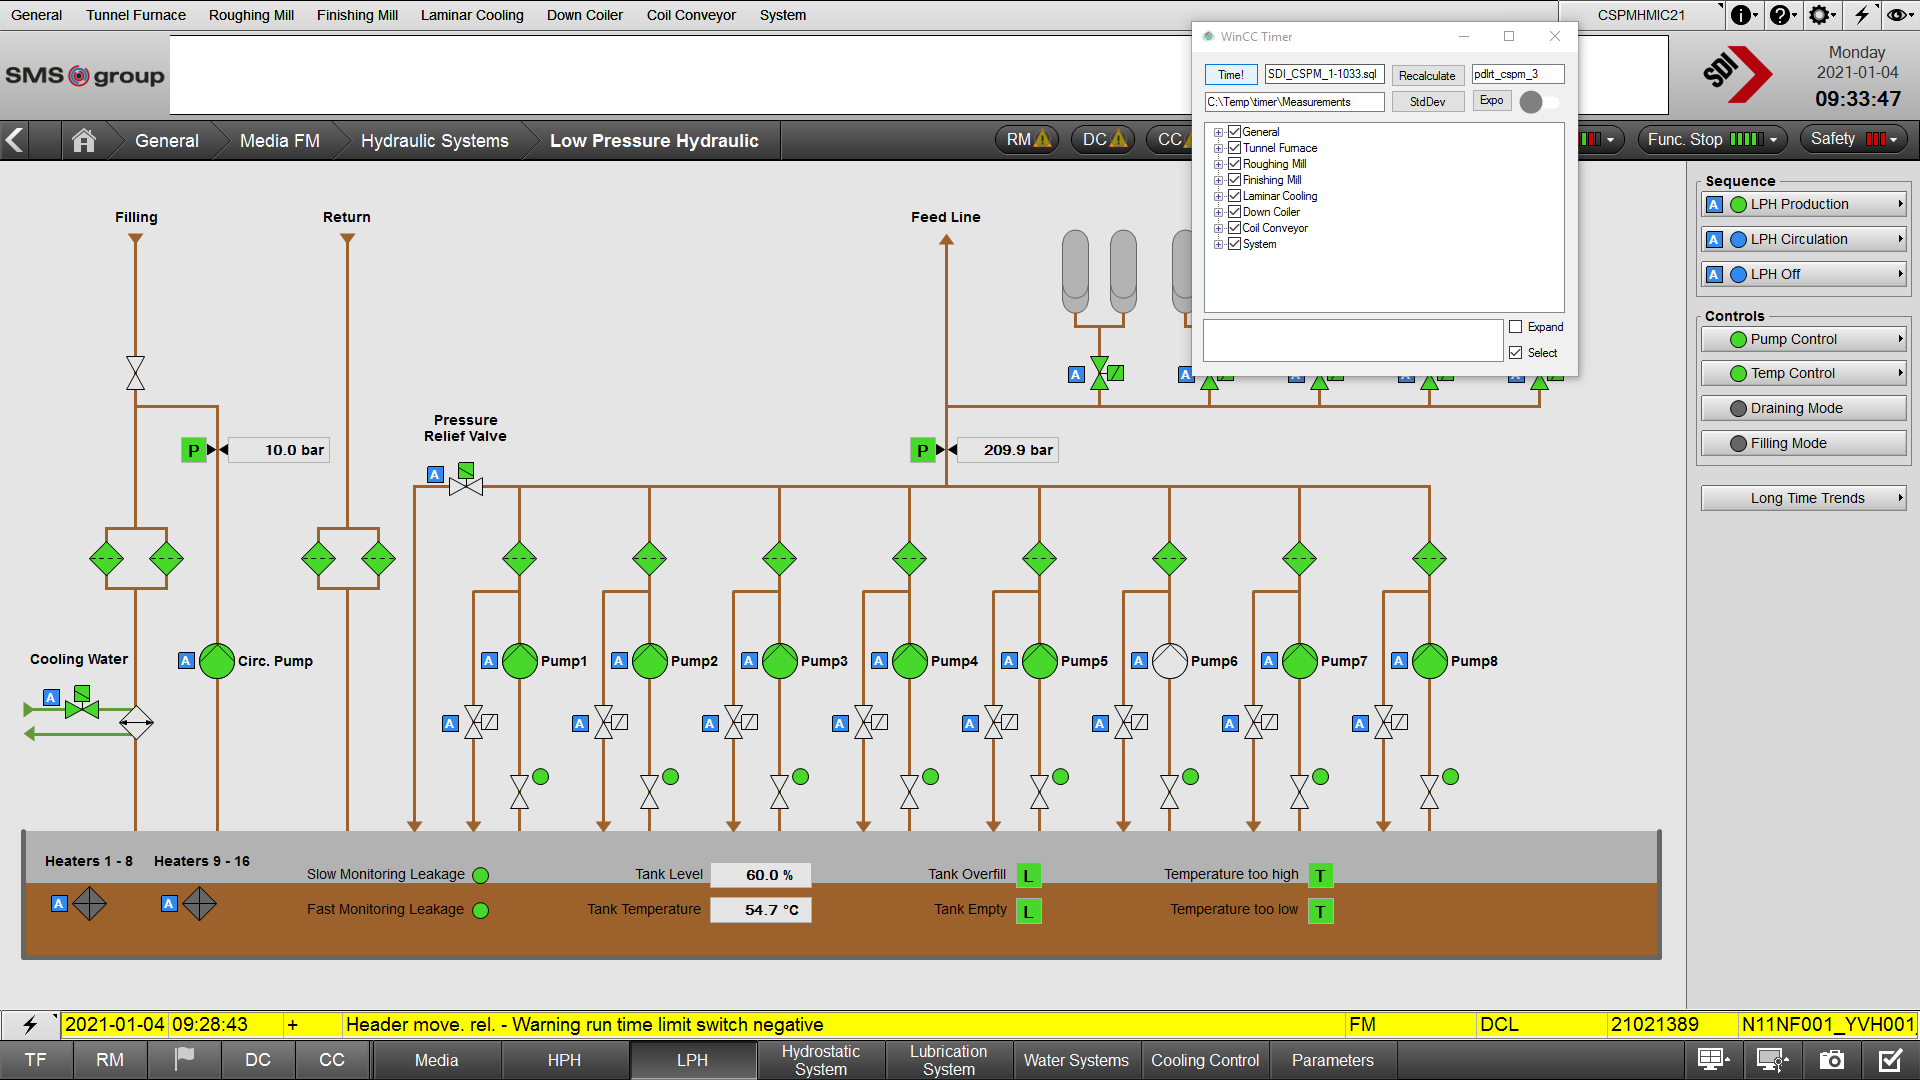 General Tunnel Furnace Roughing Mill Finishing Mill Laminar Cooling Down Coiler Coil Conveyor System CSPMHMIC21
SMS group
SDI
Monday
2021-01-04
09:33:47
WinCC Timer
Time! SDI_CSPM_1-1033.sql Recalculate pdlrt_cspm_3
C:\Temp\timer\Measurements StdDev Expo
General
Tunnel Furnace
Roughing Mill
Finishing Mill
Laminar Cooling
Down Coiler
Coil Conveyor
System
Expand
Select
General Media FM Hydraulic Systems Low Pressure Hydraulic RM DC CC Func. Stop Safety
Sequence
A LPH Production
A LPH Circulation
A LPH Off
Controls
Pump Control
Temp Control
Draining Mode
Filling Mode
Long Time Trends
Filling Return Feed Line
A A A A A
Pressure
Relief Valve
P 10.0 bar P 209.9 bar
A
Cooling Water
A
A Circ. Pump A Pump1 A Pump2 A Pump3 A Pump4 A Pump5 A Pump6 A Pump7 A Pump8
A A A A A A A A
Heaters 1 - 8 Heaters 9 - 16
A A
Slow Monitoring Leakage Tank Level 60.0 % Tank Overfill L Temperature too high T
Fast Monitoring Leakage Tank Temperature 54.7 °C Tank Empty L Temperature too low T
2021-01-04 09:28:43 + Header move. rel. - Warning run time limit switch negative FM DCL 21021389 N11NF001_YVH001
TF RM DC CC Media HPH LPH Hydrostatic System Lubrication System Water Systems Cooling Control Parameters